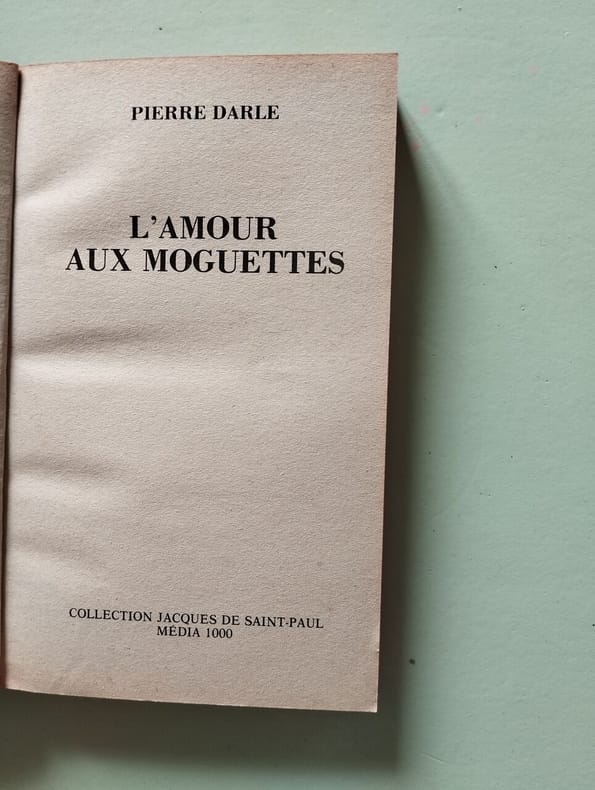 PIERRE DARLE
L'AMOUR
AUX MOGUETTES
COLLECTION JACQUES DE SAINT-PAUL
MÉDIA 1000